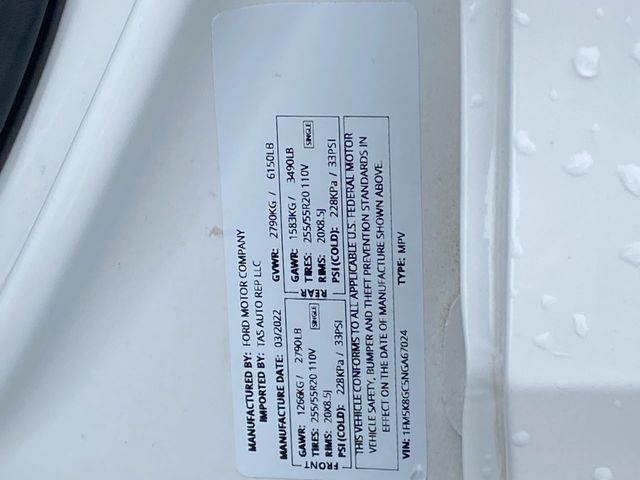 MANUFACTURED BY: FORD MOTOR COMPANY
IMPORTED BY: TAS AUTO REP LLC
MANUFACTURE DATE: 03/2022 GVWR: 2790KG / 6150LB
FRONT
GAWR: 1266KG / 2790LB
TIRES: 255/55R20 110V
RIMS: 20X8.5J SINGLE
PSI (COLD): 228KPa / 33PSI
REAR
GAWR: 1583KG / 3490LB
TIRES: 255/55R20 110V
RIMS: 20X8.5J SINGLE
PSI (COLD): 228KPa / 33PSI
THIS VEHICLE CONFORMS TO ALL APPLICABLE U.S. FEDERAL MOTOR
VEHICLE SAFETY, BUMPER AND THEFT PREVENTION STANDARDS IN
EFFECT ON THE DATE OF MANUFACTURE SHOWN ABOVE.
VIN: 1FM5K8GC5NGA67024 TYPE: MPV